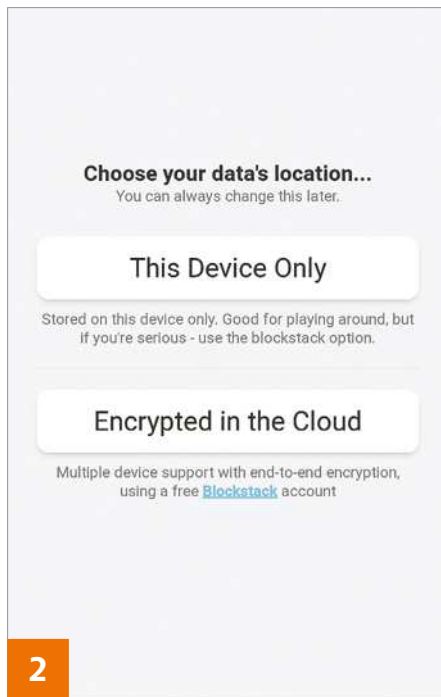 Choose your data's location...
You can always change this later.
This Device Only
Stored on this device only. Good for playing around, but
if you're serious - use the blockstack option.
Encrypted in the Cloud
Multiple device support with end-to-end encryption,
using a free Blockstack account
2